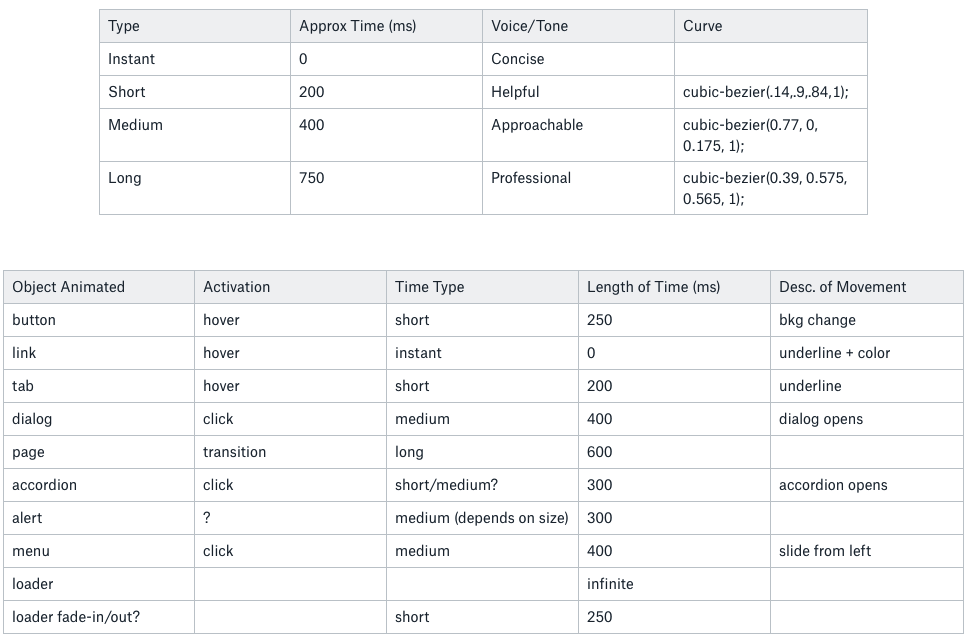 Type Approx Time (ms) Voice/Tone Curve
Instant 0 Concise
Short 200 Helpful cubic-bezier(.14,.9,.84,1);
Medium 400 Approachable cubic-bezier(0.77, 0,
0.175, 1);
Long 750 Professional cubic-bezier(0.39, 0.575,
0.565, 1);
Object Animated Activation Time Type Length of Time (ms) Desc. of Movement
button hover short 250 bkg change
link hover instant 0 underline + color
tab hover short 200 underline
dialog click medium 400 dialog opens
page transition long 600
accordion click short/medium? 300 accordion opens
alert ? medium (depends on size) 300
menu click medium 400 slide from left
loader infinite
loader fade-in/out? short 250